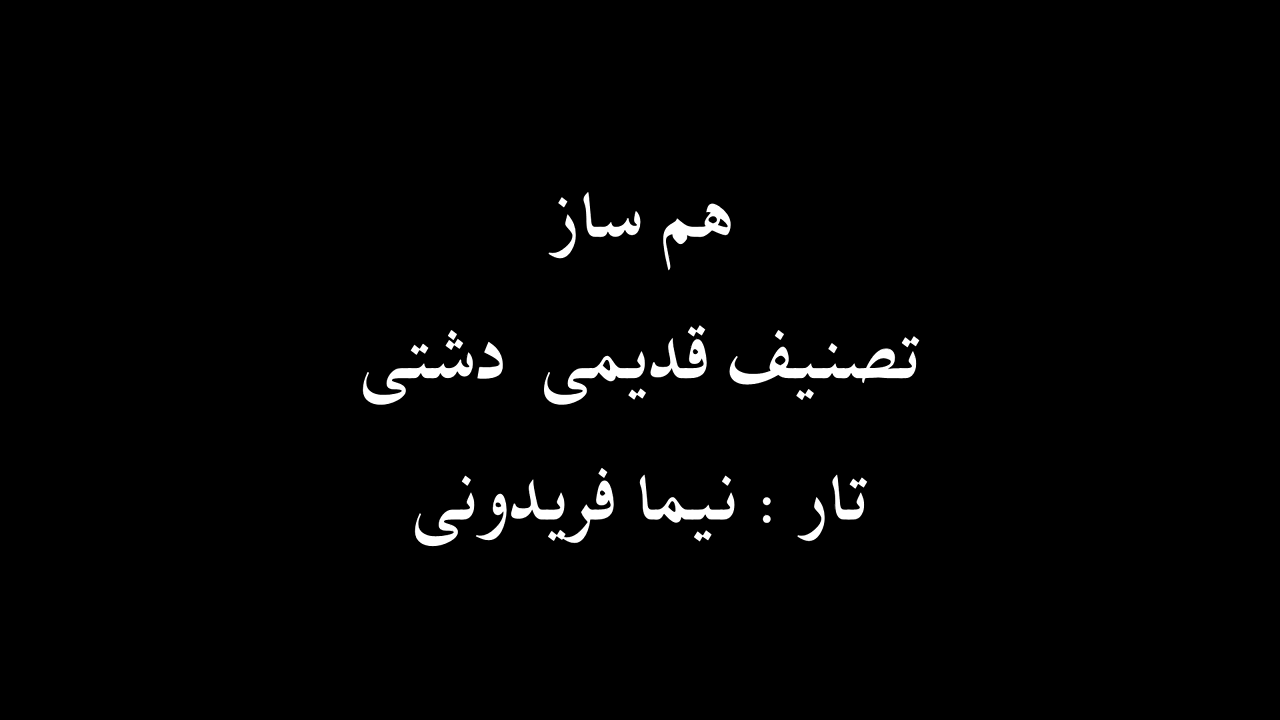 هم ساز
تصنیف قدیمی دشتی
تار : نیما فریدونی